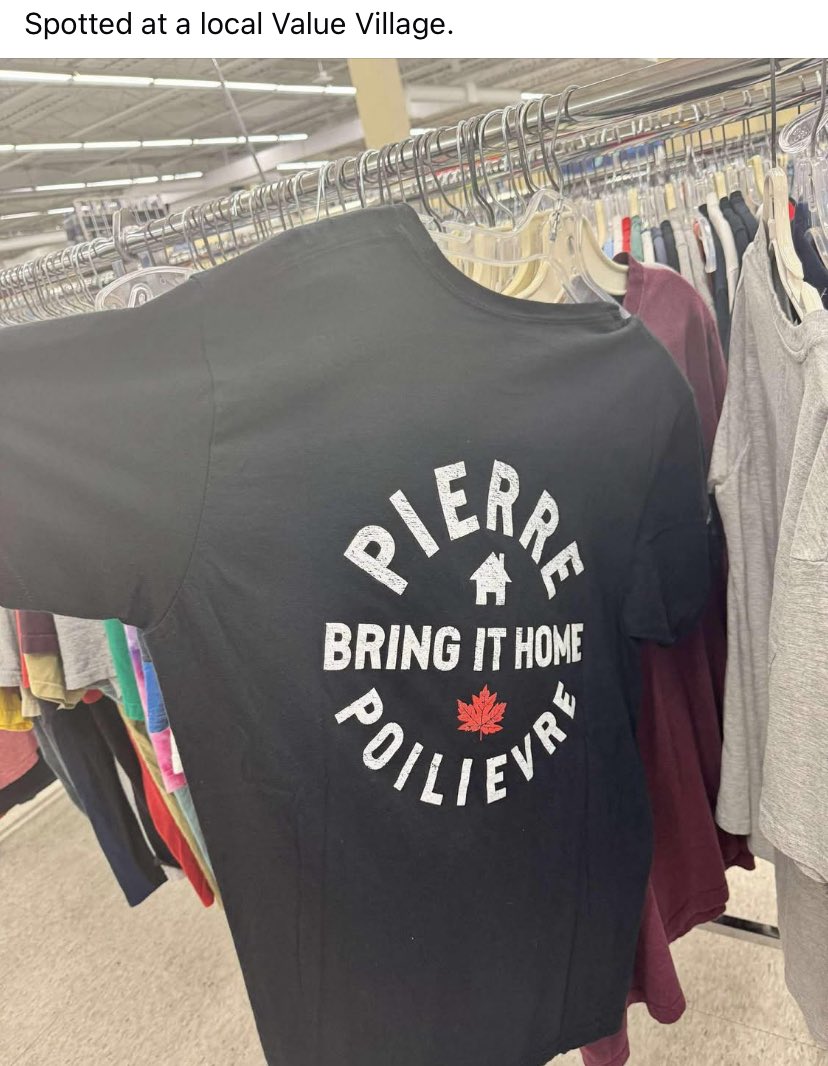 Spotted at a local Value Village.
PIERRE
BRING IT HOME
POILIEVRE